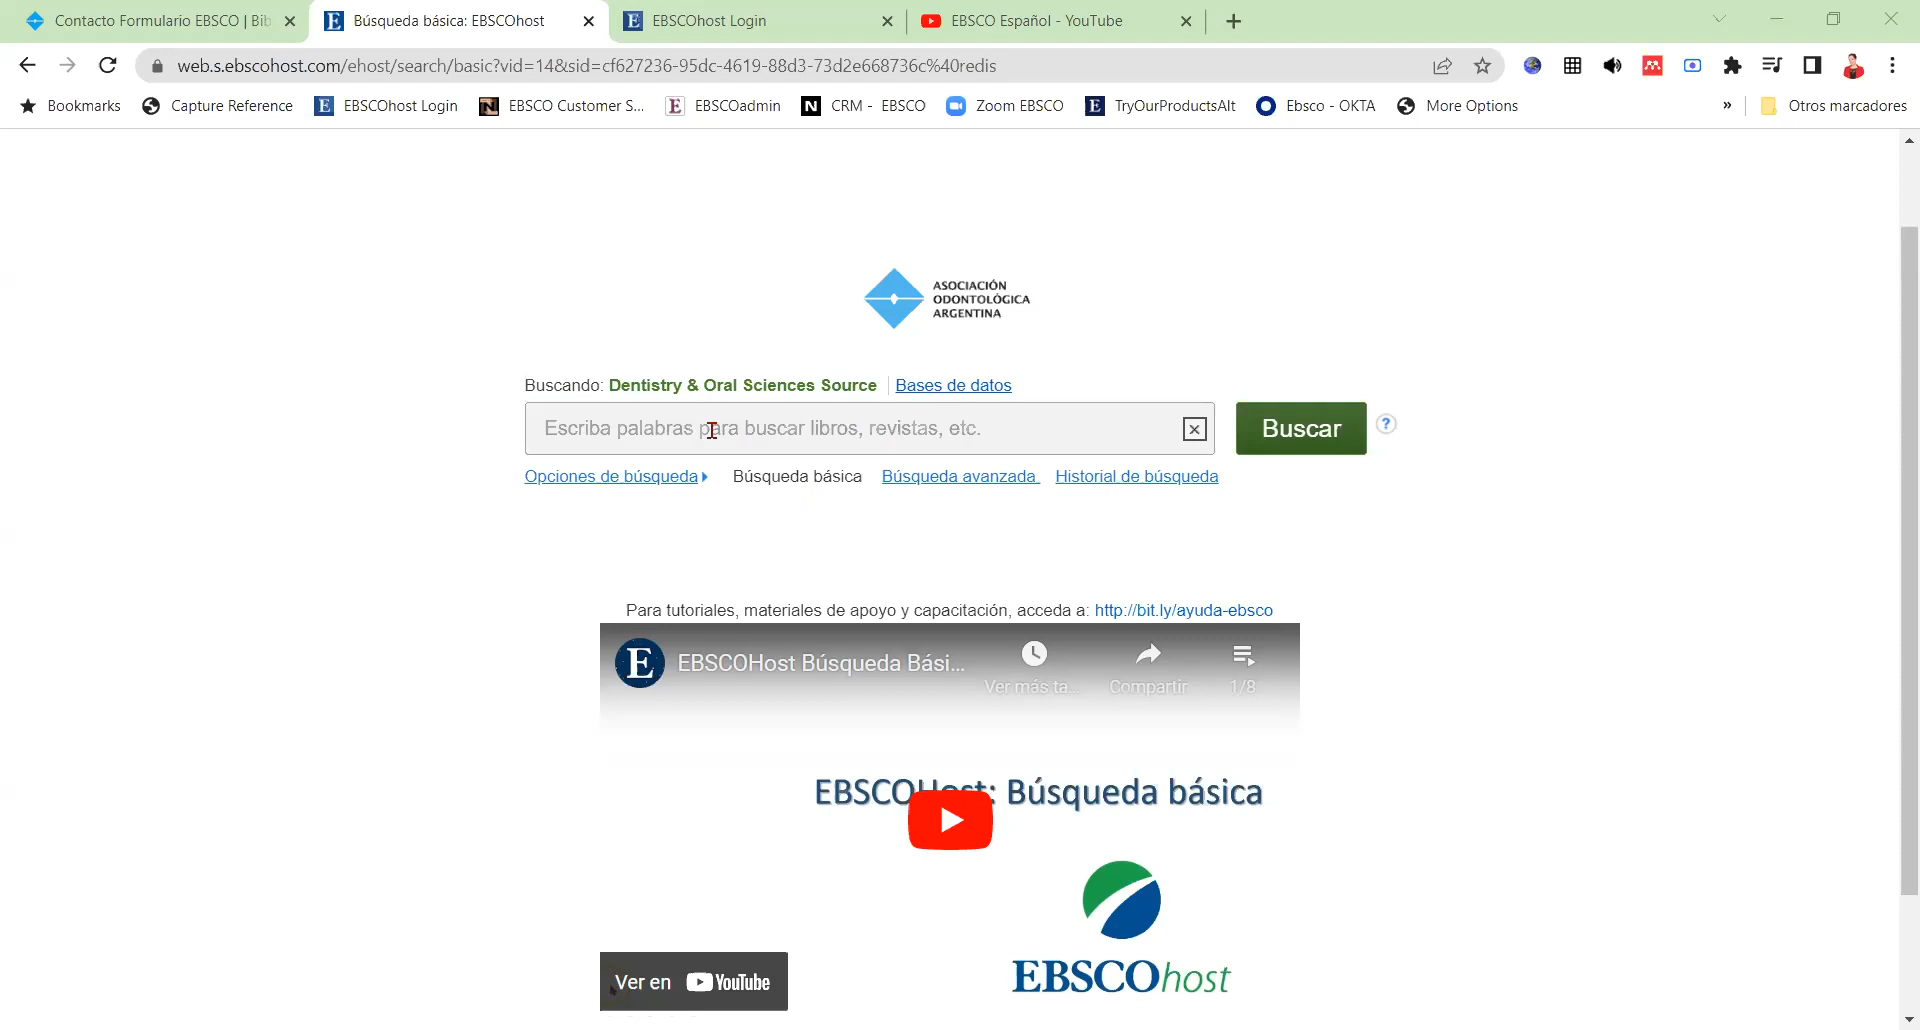 Contacto Formulario EBSCO | Bib
Búsqueda básica: EBSCOhost
EBSCOhost Login
EBSCO Español - YouTube
web.s.ebscohost.com/ehost/search/basic?vid=14&sid=cf627236-95dc-4619-88d3-73d2e668736c%40redis
Bookmarks
Capture Reference
EBSCOhost Login
EBSCO Customer S...
EBSCOadmin
CRM - EBSCO
Zoom EBSCO
TryOurProductsAlt
Ebsco - OKTA
More Options
»
Otros marcadores
ASOCIACIÓN
ODONTOLÓGICA
ARGENTINA
Buscando: Dentistry & Oral Sciences Source
Bases de datos
Escriba palabras para buscar libros, revistas, etc.
Buscar
?
Opciones de búsqueda
Búsqueda básica
Búsqueda avanzada
Historial de búsqueda
Para tutoriales, materiales de apoyo y capacitación, acceda a: http://bit.ly/ayuda-ebsco
E
EBSCOHost Búsqueda Bási...
Ver más ta...
Compartir
1/8
EBSCOHost: Búsqueda básica
EBSCOhost
Ver en YouTube